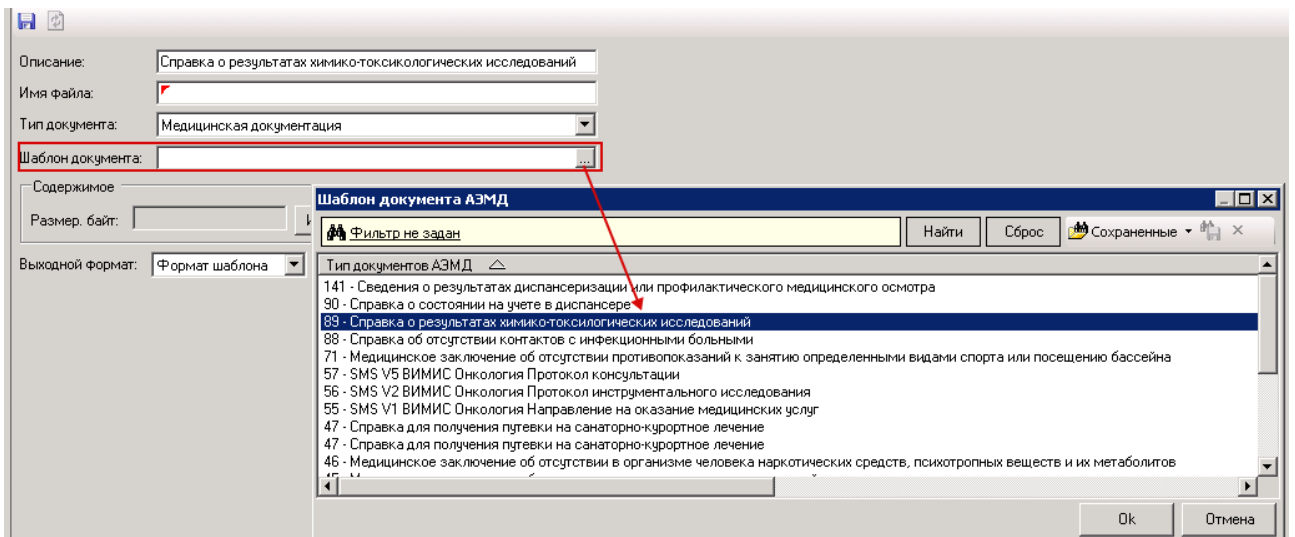 Описание: Справка о результатах химико-токсикологических исследований
Имя файла:
Тип документа: Медицинская документация
Шаблон документа: ...
Содержимое
Размер. байт:
Выходной формат: Формат шаблона
Шаблон документа АЭМД
Фильтр не задан Найти Сброс Сохраненные
Тип документов АЭМД
141 - Сведения о результатах диспансеризации или профилактического медицинского осмотра
90 - Справка о состоянии на учете в диспансере
89 - Справка о результатах химико-токсилогических исследований
88 - Справка об отсутствии контактов с инфекционными больными
71 - Медицинское заключение об отсутствии противопоказаний к занятию определенными видами спорта или посещению бассейна
57 - SMS V5 ВИМИС Онкология Протокол консультации
56 - SMS V2 ВИМИС Онкология Протокол инструментального исследования
55 - SMS V1 ВИМИС Онкология Направление на оказание медицинских услуг
47 - Справка для получения путевки на санаторно-курортное лечение
47 - Справка для получения путевки на санаторно-курортное лечение
46 - Медицинское заключение об отсутствии в организме человека наркотических средств, психотропных веществ и их метаболитов
Ok Отмена